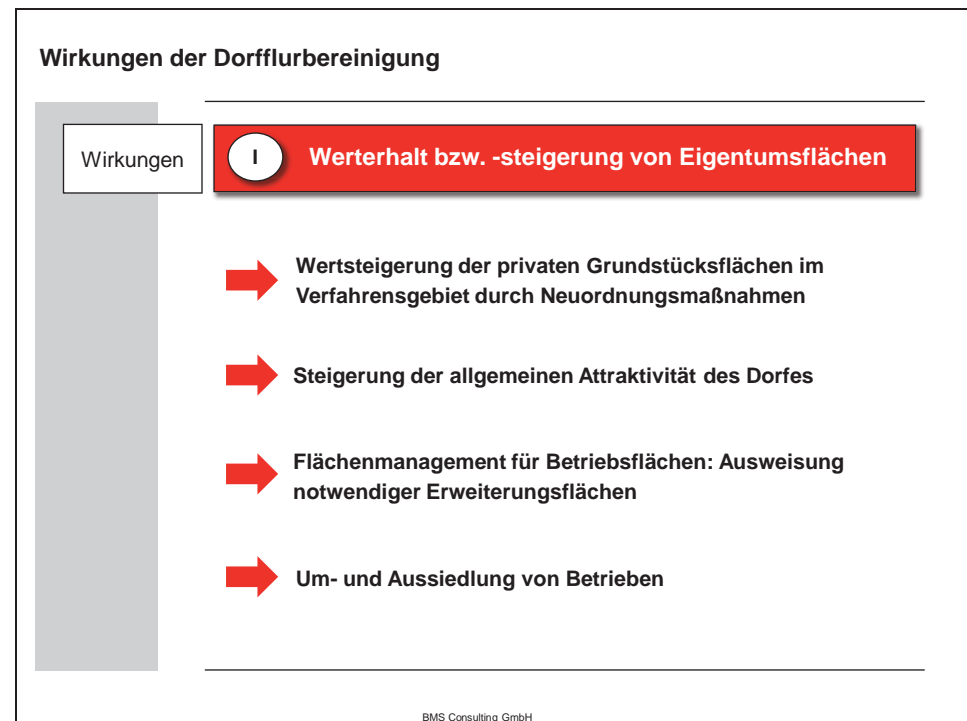 Wirkungen der Dorfflurbereinigung
Wirkungen
I
Werterhalt bzw. -steigerung von Eigentumsflächen
Wertsteigerung der privaten Grundstücksflächen im
Verfahrensgebiet durch Neuordnungsmaßnahmen
Steigerung der allgemeinen Attraktivität des Dorfes
Flächenmanagement für Betriebsflächen: Ausweisung
notwendiger Erweiterungsflächen
Um- und Aussiedlung von Betrieben
BMS Consulting GmbH